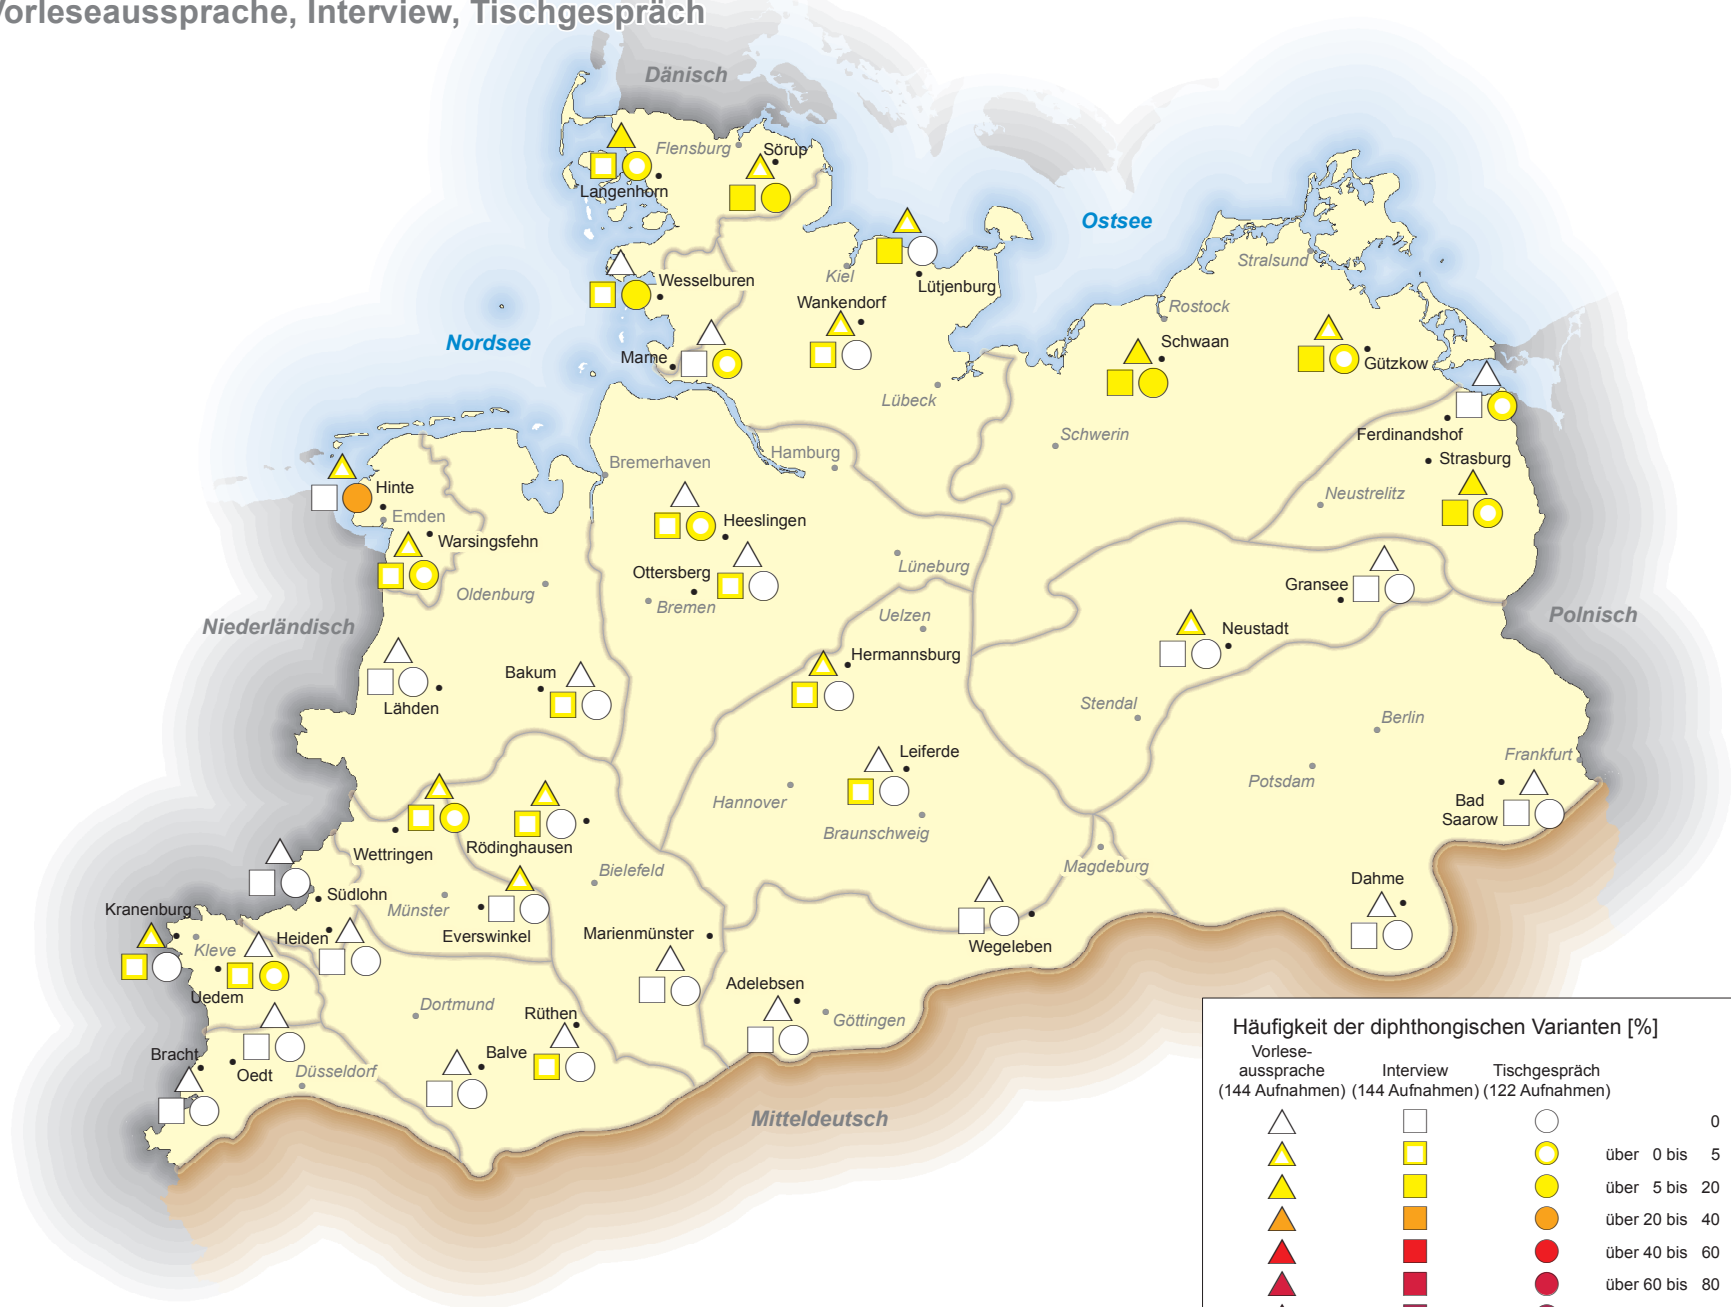 Vorleseaussprache, Interview, Tischgespräch
Dänisch
Flensburg
Sörup
Langenhorn
Ostsee
Wesselburen
Kiel
Lütjenburg
Stralsund
Wankendorf
Rostock
Nordsee
Marne
Schwaan
Gützkow
Lübeck
Schwerin
Ferdinandshof
Hamburg
Strasburg
Bremerhaven
Hinte
Neustrelitz
Emden
Heeslingen
Warsingsfehn
Ottersberg
Lüneburg
Gransee
Oldenburg
Bremen
Uelzen
Niederländisch
Polnisch
Neustadt
Hermannsburg
Bakum
Lähden
Stendal
Berlin
Leiferde
Frankfurt
Potsdam
Hannover
Bad
Saarow
Braunschweig
Wettringen
Rödinghausen
Magdeburg
Bielefeld
Dahme
Südlohn
Kranenburg
Münster
Everswinkel
Heiden
Marienmünster
Wegeleben
Kleve
Adelebsen
Uedem
Dortmund
Rüthen
Göttingen
Bracht
Balve
Oedt
Düsseldorf
Mitteldeutsch
Häufigkeit der diphthongischen Varianten [%]
Vorlese-
aussprache Interview Tischgespräch
(144 Aufnahmen) (144 Aufnahmen) (122 Aufnahmen)
0
über 0 bis 5
über 5 bis 20
über 20 bis 40
über 40 bis 60
über 60 bis 80